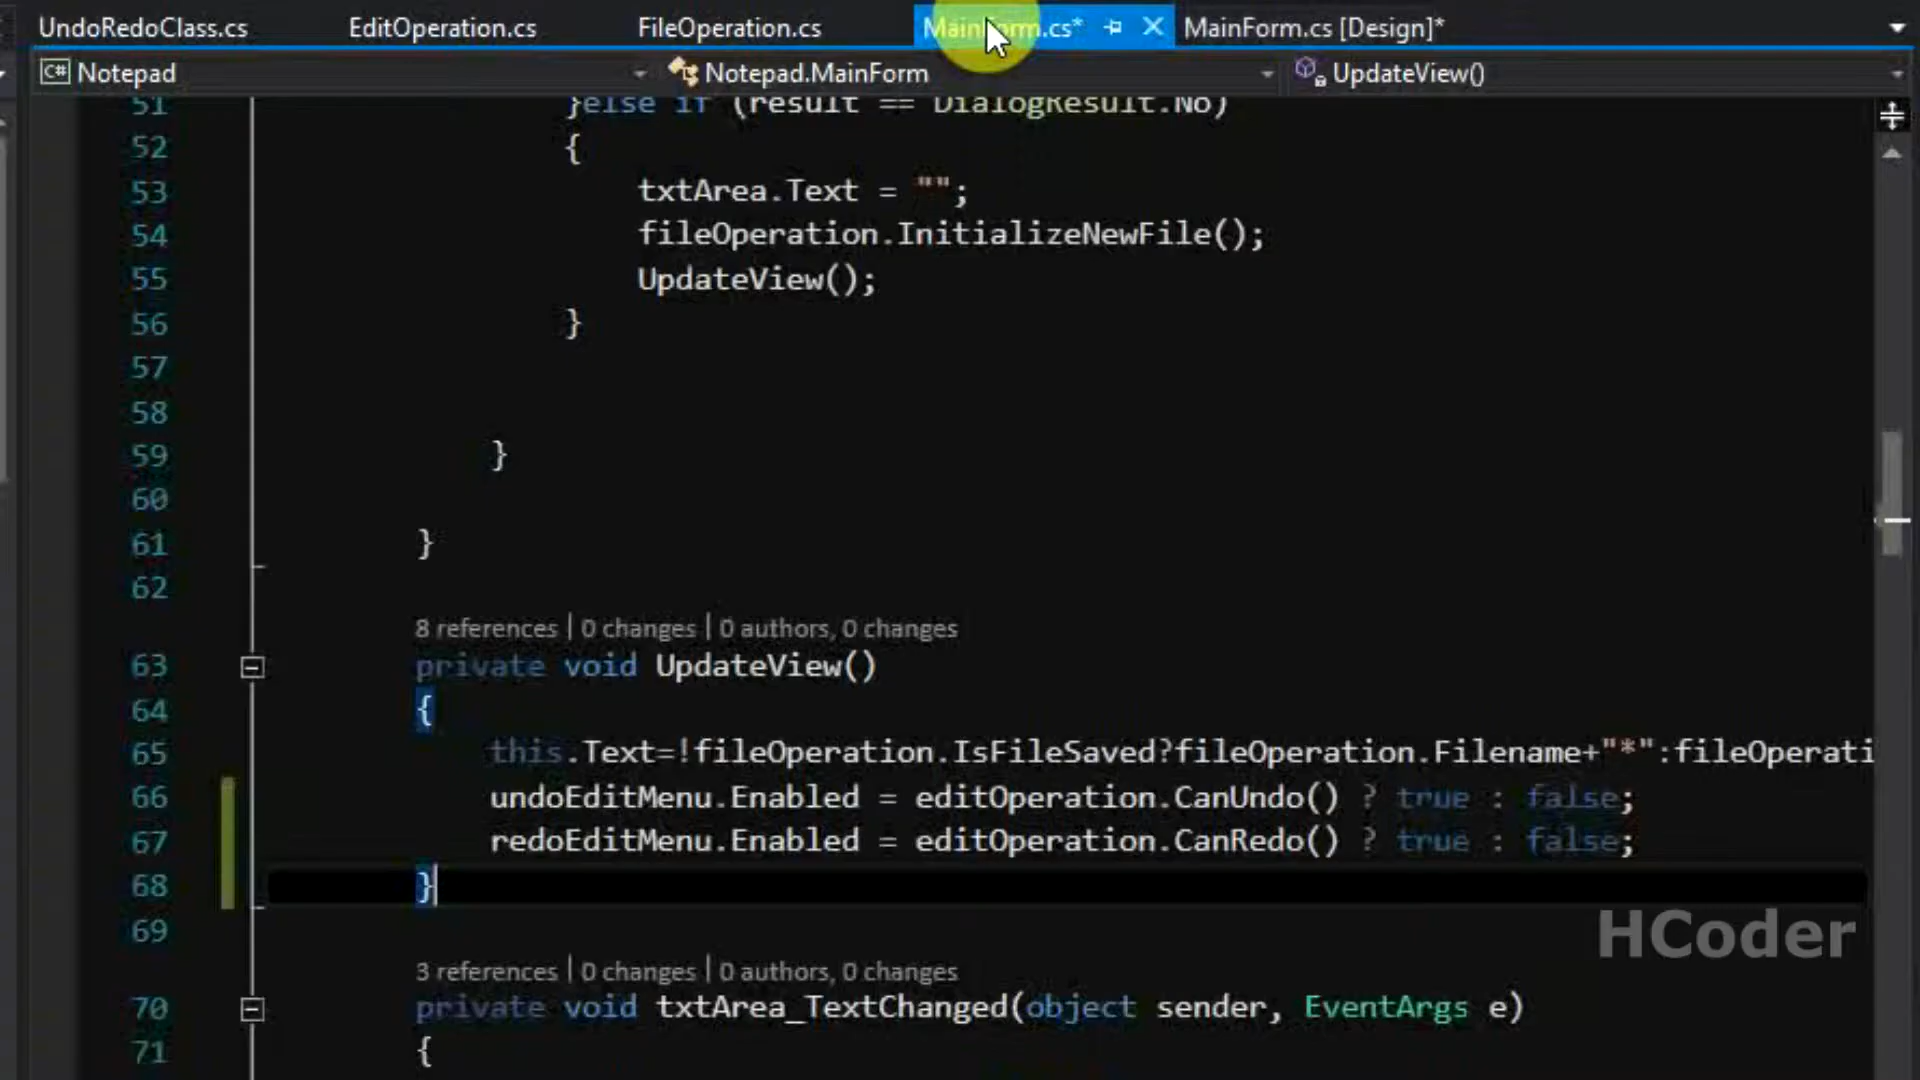 UndoRedoClass.cs EditOperation.cs FileOperation.cs MainForm.cs* MainForm.cs [Design]*
C# Notepad Notepad.MainForm UpdateView()
51 }else if (result == DialogResult.No)
52 {
53 txtArea.Text = "";
54 fileOperation.InitializeNewFile();
55 UpdateView();
56 }
57
58
59 }
60
61 }
62
8 references | 0 changes | 0 authors, 0 changes
63 private void UpdateView()
64 {
65 this.Text=!fileOperation.IsFileSaved?fileOperation.Filename+"*":fileOperati
66 undoEditMenu.Enabled = editOperation.CanUndo() ? true : false;
67 redoEditMenu.Enabled = editOperation.CanRedo() ? true : false;
68 }
69
HCoder
3 references | 0 changes | 0 authors, 0 changes
70 private void txtArea_TextChanged(object sender, EventArgs e)
71 {